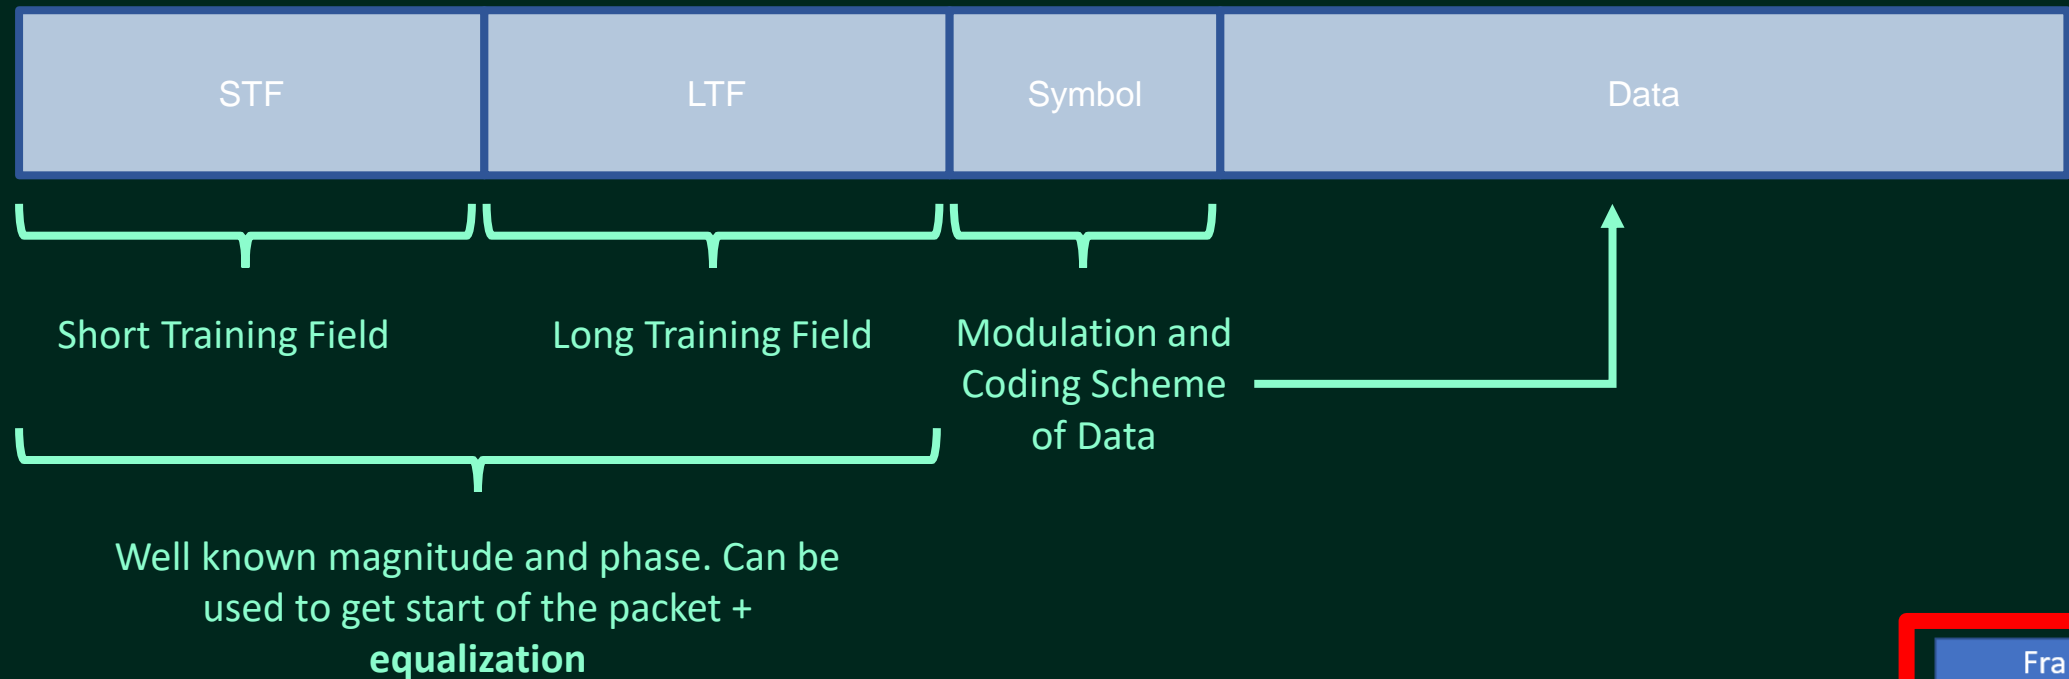 STF
LTF
Symbol
Data
Short Training Field
Long Training Field
Modulation and
Coding Scheme
of Data
Well known magnitude and phase. Can be
used to get start of the packet +
equalization
Fra